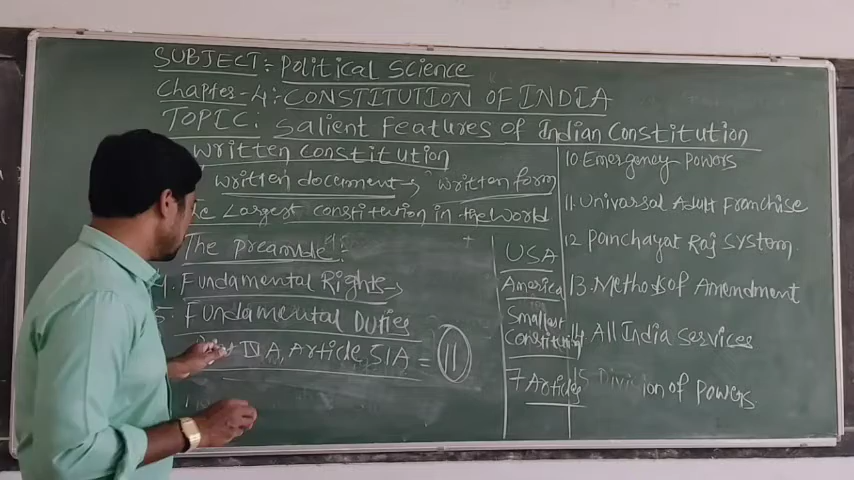 SUBJECT:- Political Science
Chapter-4:- CONSTITUTION OF INDIA
TOPIC: Salient Features of Indian Constitution
written constitution
written document → written form
Largest constitution in the world
The preamble:
4. Fundamental Rights →
5. Fundamental Duties
IV A, Article 51A = 11
USA
America
Smallest
Constitution
7 Articles
10. Emergency Powers
11. Universal Adult Franchise
12. Panchayat Raj System
13. Methods of Amendment
14. All India Services
15. Division of Powers